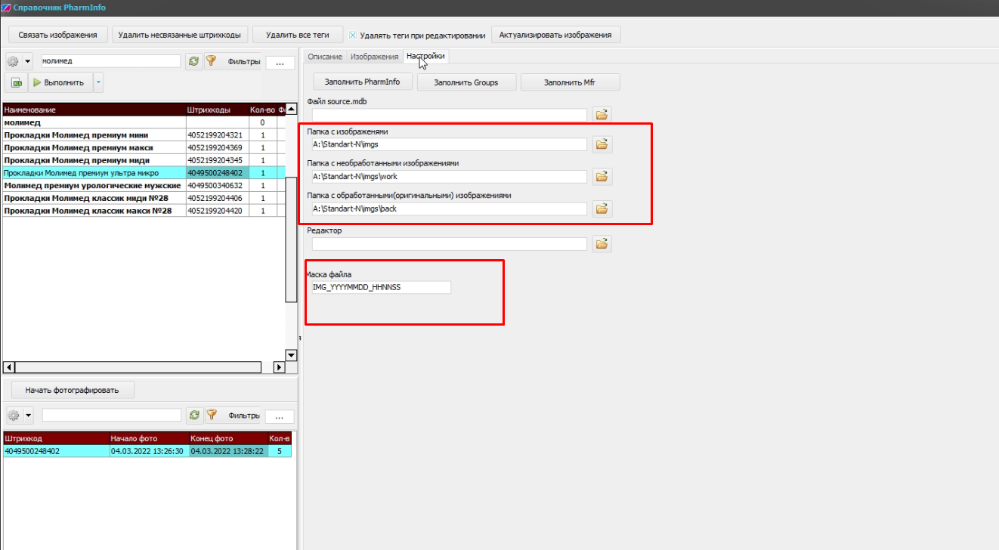 Справочник PharmInfo
Связать изображения Удалить несвязанные штрихкоды Удалить все теги Удалять теги при редактировании Актуализировать изображения
молимед Фильтры ...
Выполнить
Наименование Штрихкоды Кол-во
молимед 0
Прокладки Молимед премиум мини 4052199204321 1
Прокладки Молимед премиум макси 4052199204369 1
Прокладки Молимед премиум миди 4052199204345 1
Прокладки Молимед премиум ультра микро 4049500248402 1
Молимед премиум урологические мужские 4049500340632 1
Прокладки Молимед классик миди №28 4052199204406 1
Прокладки Молимед классик макси №28 4052199204420 1
Начать фотографировать
Фильтры ...
Штрихкод Начало фото Конец фото Кол-в
4049500248402 04.03.2022 13:26:30 04.03.2022 13:28:22 5
Описание Изображения Настройки
Заполнить PharmInfo Заполнить Groups Заполнить Mfr
Файл source.mdb
Папка с изображенями
A:\Standart-N\imgs
Папка с необработанными изображениями
A:\Standart-N\imgs\work
Папка с обработанными(оригинальными) изображениями
A:\Standart-N\imgs\back
Редактор
Маска файла
IMG_YYYYMMDD_HHNNSS